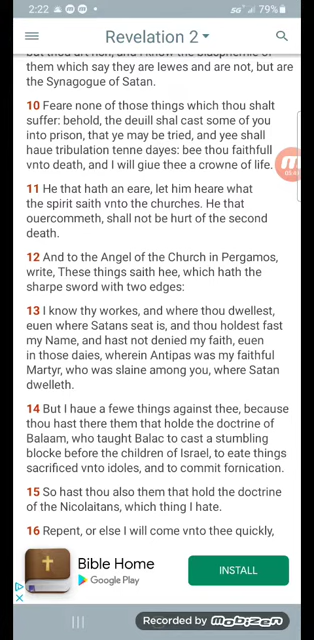 2:22
5G 79%
Revelation 2
but thou art rich, and I know the blasphemie of
them which say they are Iewes and are not, but are
the Synagogue of Satan.
10 Feare none of those things which thou shalt
suffer: behold, the deuill shal cast some of you
into prison, that ye may be tried, and yee shall
haue tribulation tenne dayes: bee thou faithfull
vnto death, and I will giue thee a crowne of life.
11 He that hath an eare, let him heare what
the spirit saith vnto the churches. He that
ouercommeth, shall not be hurt of the second
death.
12 And to the Angel of the Church in Pergamos,
write, These things saith hee, which hath the
sharpe sword with two edges:
13 I know thy workes, and where thou dwellest,
euen where Satans seat is, and thou holdest fast
my Name, and hast not denied my faith, euen
in those daies, wherein Antipas was my faithful
Martyr, who was slaine among you, where Satan
dwelleth.
14 But I haue a fewe things against thee, because
thou hast there them that holde the doctrine of
Balaam, who taught Balac to cast a stumbling
blocke before the children of Israel, to eate things
sacrificed vnto idoles, and to commit fornication.
15 So hast thou also them that hold the doctrine
of the Nicolaitans, which thing I hate.
16 Repent, or else I will come vnto thee quickly,
Bible Home
Google Play
INSTALL
Recorded by Mobizen